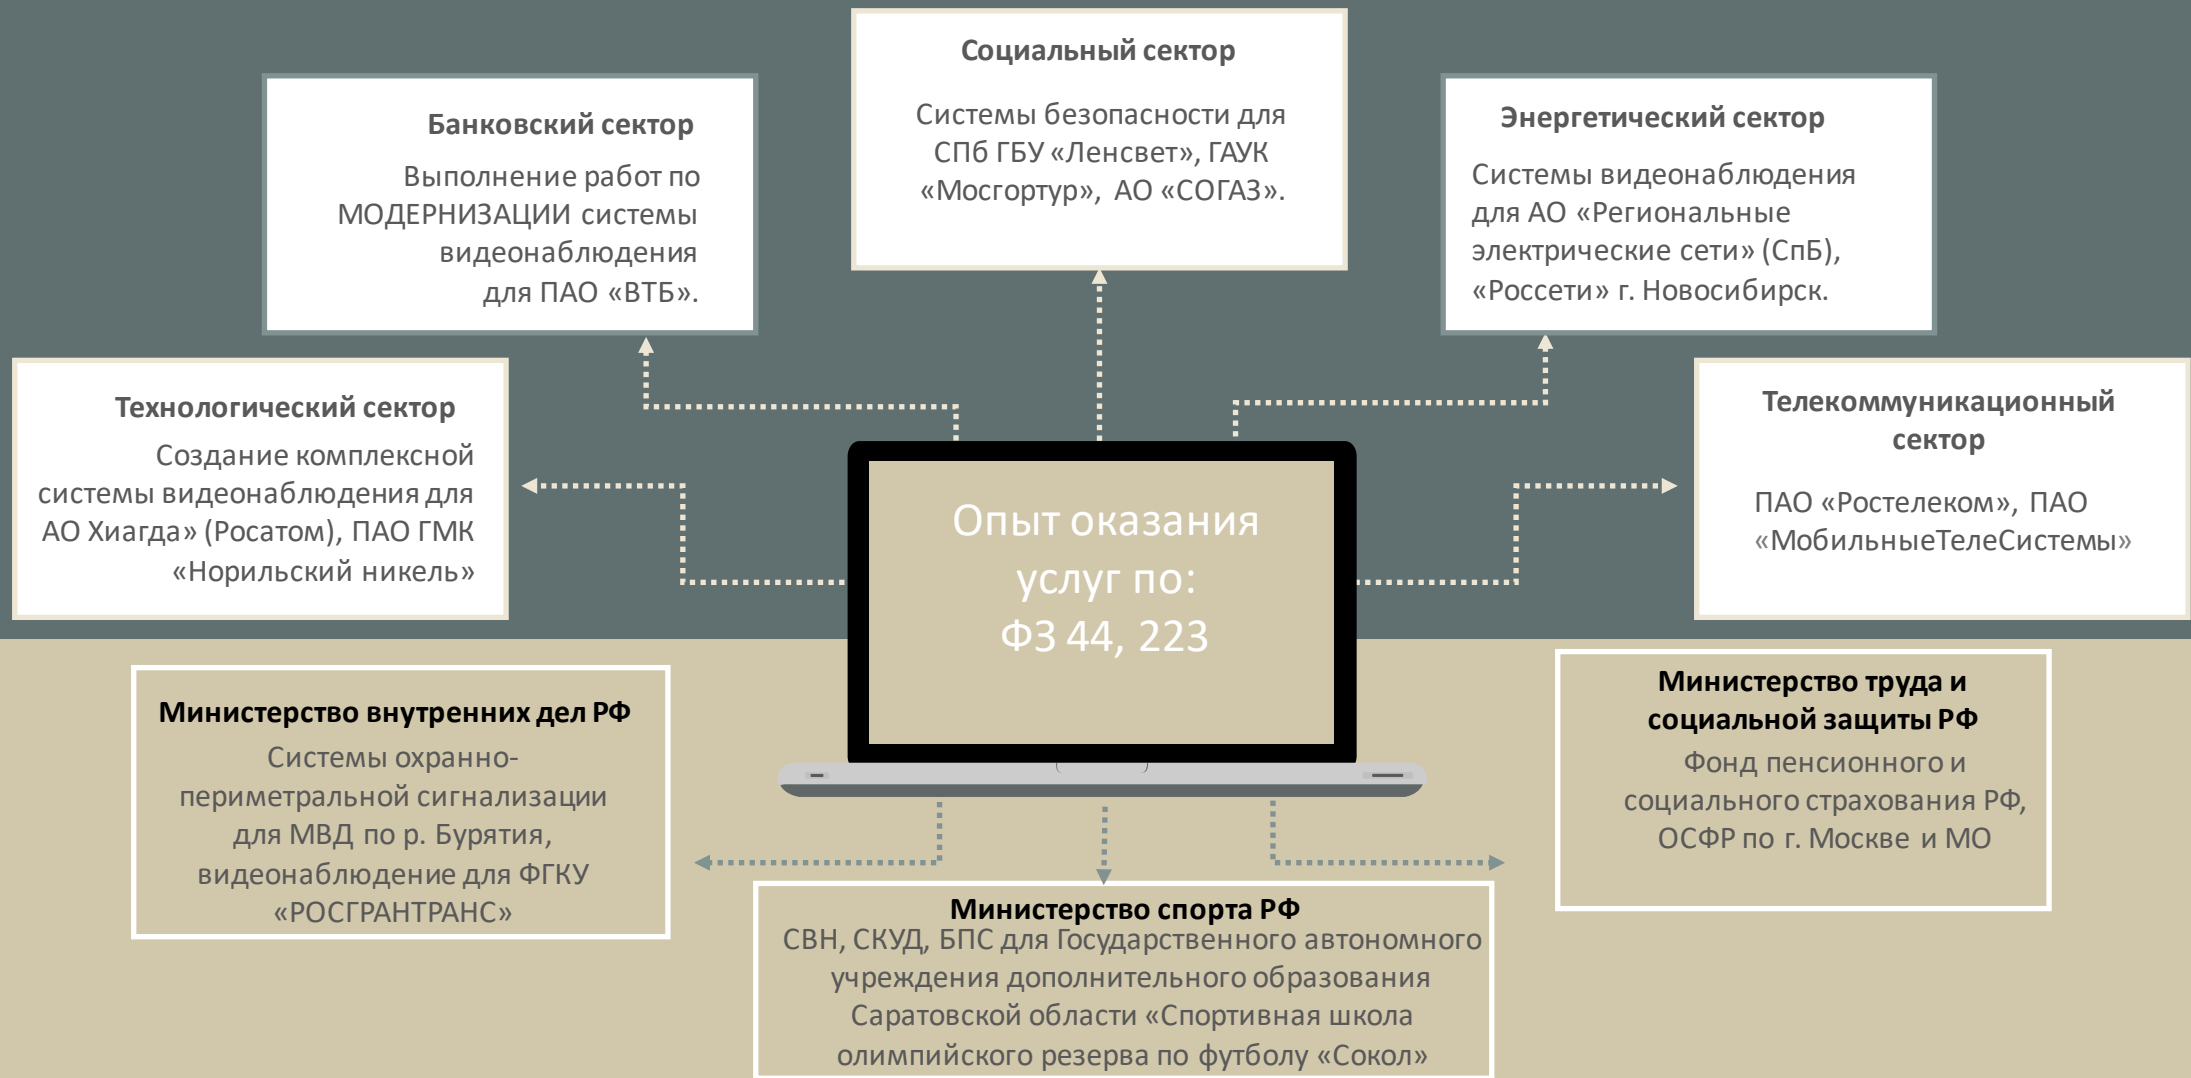 Социальный сектор
Системы безопасности для
СПб ГБУ «Ленсвет», ГАУК
«Мосгортур», АО «СОГАЗ».
Банковский сектор
Выполнение работ по
МОДЕРНИЗАЦИИ системы
видеонаблюдения
для ПАО «ВТБ».
Энергетический сектор
Системы видеонаблюдения
для АО «Региональные
электрические сети» (СпБ),
«Россети» г. Новосибирск.
Технологический сектор
Создание комплексной
системы видеонаблюдения для
АО Хиагда» (Росатом), ПАО ГМК
«Норильский никель»
Телекоммуникационный
сектор
ПАО «Ростелеком», ПАО
«МобильныеТелеСистемы»
Опыт оказания
услуг по:
ФЗ 44, 223
Министерство внутренних дел РФ
Системы охранно-
периметральной сигнализации
для МВД по р. Бурятия,
видеонаблюдение для ФГКУ
«РОСГРАНТРАНС»
Министерство труда и
социальной защиты РФ
Фонд пенсионного и
социального страхования РФ,
ОСФР по г. Москве и МО
Министерство спорта РФ
СВН, СКУД, БПС для Государственного автономного
учреждения дополнительного образования
Саратовской области «Спортивная школа
олимпийского резерва по футболу «Сокол»